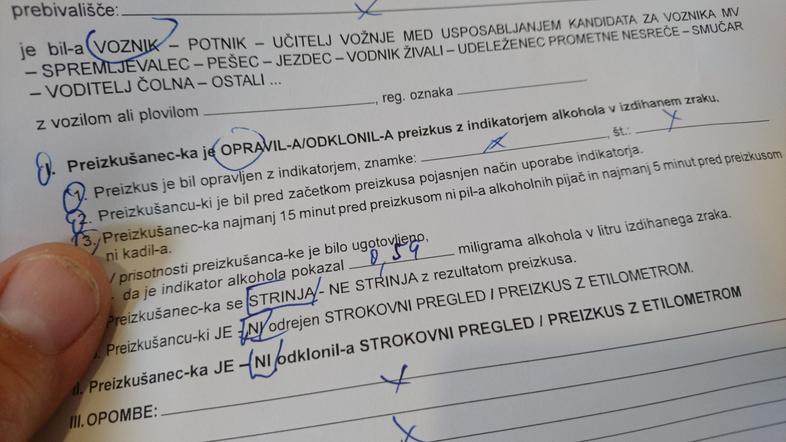 prebivališče:
je bil-a VOZNIK – POTNIK – UČITELJ VOŽNJE MED USPOSABLJANJEM KANDIDATA ZA VOZNIKA MV
– SPREMLJEVALEC – PEŠEC – JEZDEC – VODNIK ŽIVALI – UDELEŽENEC PROMETNE NESREČE – SMUČAR
– VODITELJ ČOLNA – OSTALI ...
z vozilom ali plovilom , reg. oznaka
I. Preizkušanec-ka je OPRAVIL-A/ODKLONIL-A preizkus z indikatorjem alkohola v izdihanem zraku.
1. Preizkus je bil opravljen z indikatorjem, znamke: , št.:
2. Preizkušancu-ki je bil pred začetkom preizkusa pojasnjen način uporabe indikatorja.
3. Preizkušanec-ka najmanj 15 minut pred preizkusom ni pil-a alkoholnih pijač in najmanj 5 minut pred preizkusom
ni kadil-a.
V prisotnosti preizkušanca-ke je bilo ugotovljeno,
da je indikator alkohola pokazal 0,59 miligrama alkohola v litru izdihanega zraka.
Preizkušanec-ka se STRINJA - NE STRINJA z rezultatom preizkusa.
Preizkušancu-ki JE - NI odrejen STROKOVNI PREGLED / PREIZKUS Z ETILOMETROM.
II. Preizkušanec-ka JE – NI odklonil-a STROKOVNI PREGLED / PREIZKUS Z ETILOMETROM
III. OPOMBE: